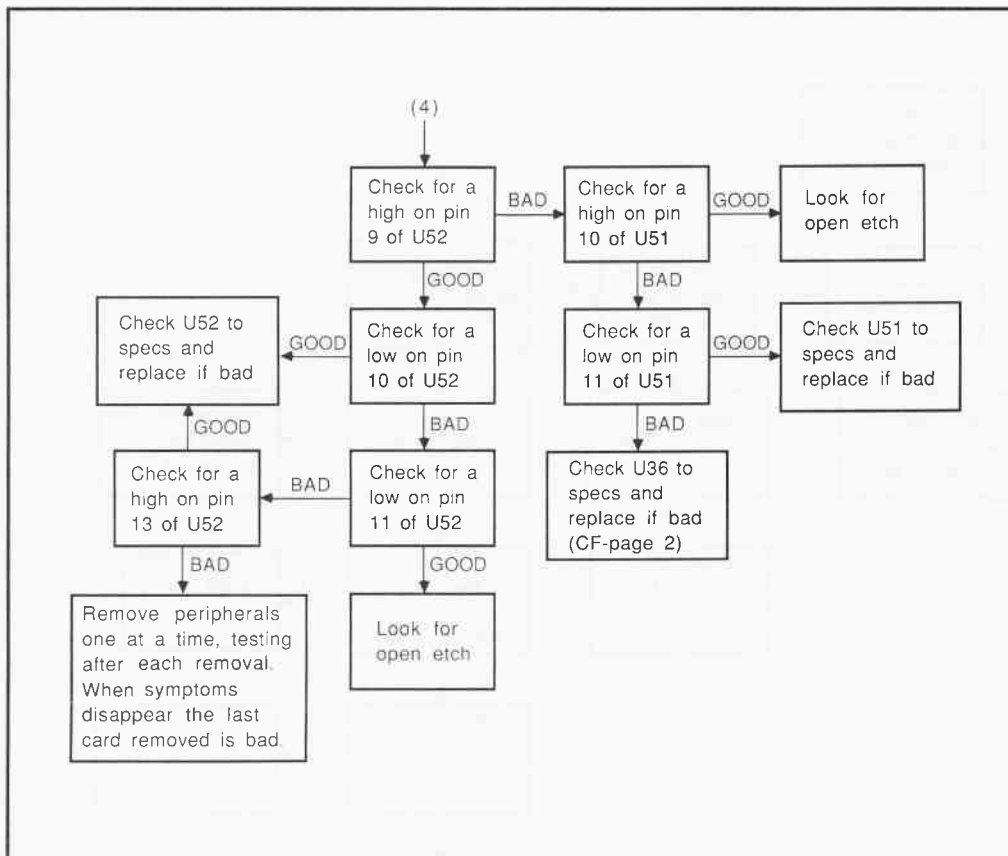 (4)
Check for a
high on pin
9 of U52
BAD
Check for a
high on pin
10 of U51
GOOD
Look for
open etch
GOOD
BAD
Check U52 to
specs and
replace if bad
GOOD
Check for a
low on pin
10 of U52
Check for a
low on pin
11 of U51
GOOD
Check U51 to
specs and
replace if bad
GOOD
BAD
BAD
Check for a
high on pin
13 of U52
BAD
Check for a
low on pin
11 of U52
Check U36 to
specs and
replace if bad
(CF-page 2)
BAD
GOOD
Remove peripherals
one at a time, testing
after each removal.
When symptoms
disappear the last
card removed is bad.
Look for
open etch